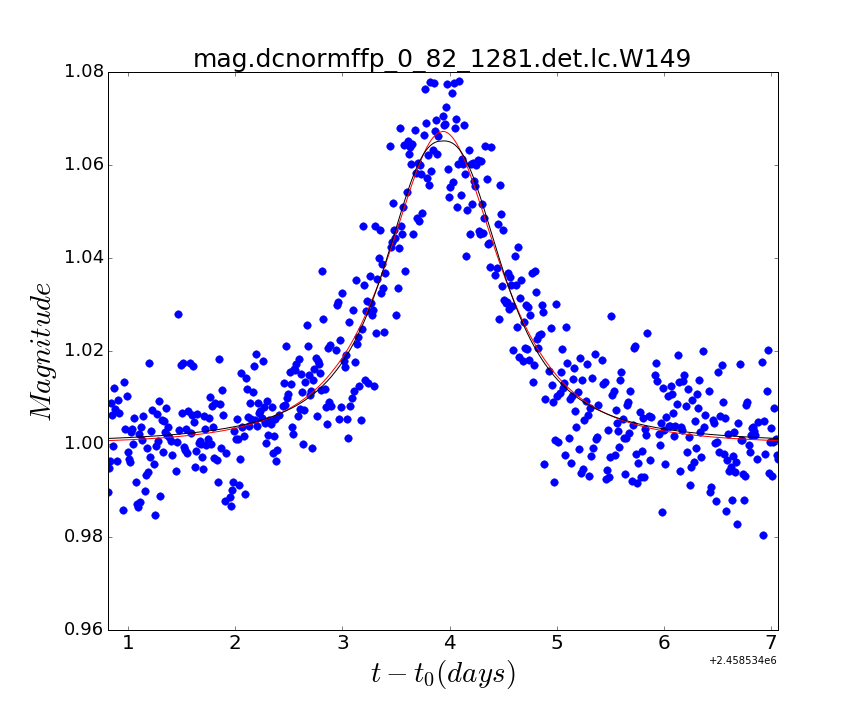 mag.dcnormffp_0_82_1281.det.lc.W149
1.08
1.06
1.04
1.02
1.00
0.98
0.96
Magnitude
1 2 3 4 5 6 7
+2.458534e6
t − t₀(days)